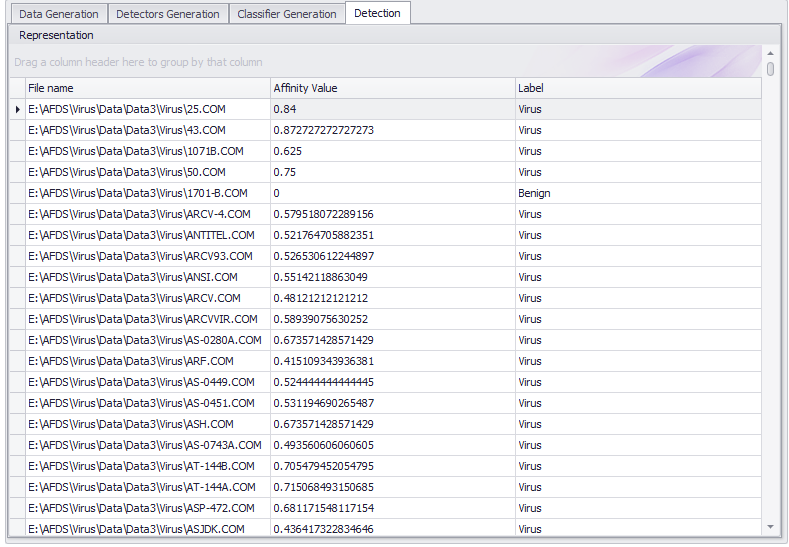 Data Generation Detectors Generation Classifier Generation Detection
Representation
Drag a column header here to group by that column
File name Affinity Value Label
E:\AFDS\Virus\Data\Data3\Virus\25.COM 0.84 Virus
E:\AFDS\Virus\Data\Data3\Virus\43.COM 0.872727272727273 Virus
E:\AFDS\Virus\Data\Data3\Virus\1071B.COM 0.625 Virus
E:\AFDS\Virus\Data\Data3\Virus\50.COM 0.75 Virus
E:\AFDS\Virus\Data\Data3\Virus\1701-B.COM 0 Benign
E:\AFDS\Virus\Data\Data3\Virus\ARCV-4.COM 0.579518072289156 Virus
E:\AFDS\Virus\Data\Data3\Virus\ANTITEL.COM 0.521764705882351 Virus
E:\AFDS\Virus\Data\Data3\Virus\ARCV93.COM 0.526530612244897 Virus
E:\AFDS\Virus\Data\Data3\Virus\ANSI.COM 0.55142118863049 Virus
E:\AFDS\Virus\Data\Data3\Virus\ARCV.COM 0.48121212121212 Virus
E:\AFDS\Virus\Data\Data3\Virus\ARCVVIR.COM 0.58939075630252 Virus
E:\AFDS\Virus\Data\Data3\Virus\AS-0280A.COM 0.673571428571429 Virus
E:\AFDS\Virus\Data\Data3\Virus\ARF.COM 0.415109343936381 Virus
E:\AFDS\Virus\Data\Data3\Virus\AS-0449.COM 0.524444444444445 Virus
E:\AFDS\Virus\Data\Data3\Virus\AS-0451.COM 0.531194690265487 Virus
E:\AFDS\Virus\Data\Data3\Virus\ASH.COM 0.673571428571429 Virus
E:\AFDS\Virus\Data\Data3\Virus\AS-0743A.COM 0.493560606060605 Virus
E:\AFDS\Virus\Data\Data3\Virus\AT-144B.COM 0.705479452054795 Virus
E:\AFDS\Virus\Data\Data3\Virus\AT-144A.COM 0.715068493150685 Virus
E:\AFDS\Virus\Data\Data3\Virus\ASP-472.COM 0.681171548117154 Virus
E:\AFDS\Virus\Data\Data3\Virus\ASJDK.COM 0.436417322834646 Virus